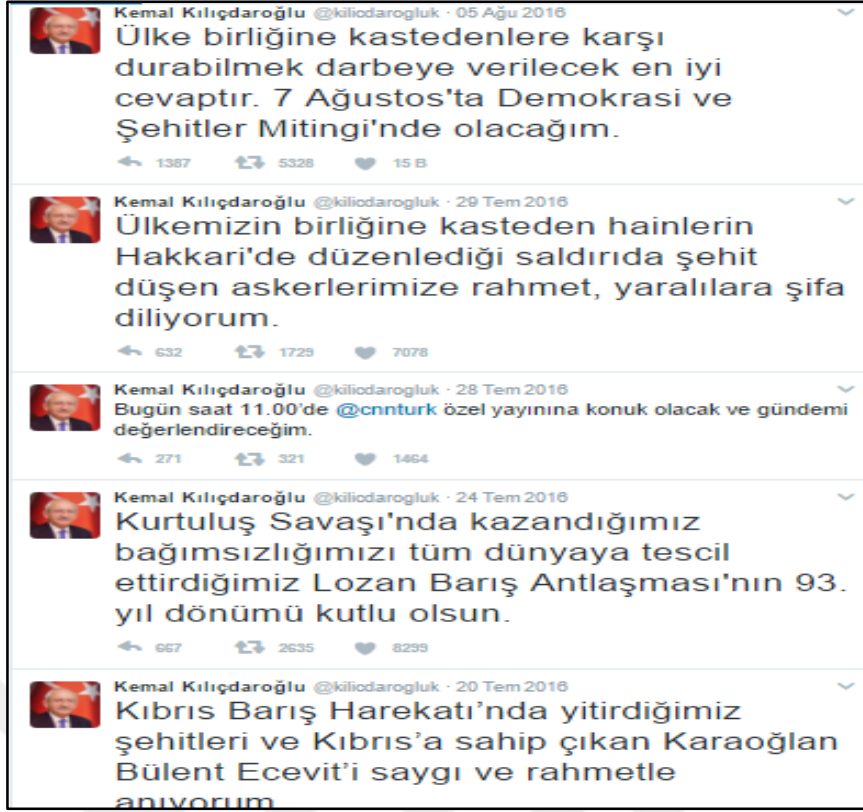 Kemal Kılıçdaroğlu @kilicdarogluk · 05 Ağu 2016
Ülke birliğine kastedenlere karşı
durabilmek darbeye verilecek en iyi
cevaptır. 7 Ağustos'ta Demokrasi ve
Şehitler Mitingi'nde olacağım.
1387 5328 15 B
Kemal Kılıçdaroğlu @kilicdarogluk · 29 Tem 2016
Ülkemizin birliğine kasteden hainlerin
Hakkari'de düzenlediği saldırıda şehit
düşen askerlerimize rahmet, yaralılara şifa
diliyorum.
632 1729 7078
Kemal Kılıçdaroğlu @kilicdarogluk · 28 Tem 2016
Bugün saat 11.00'de @cnnturk özel yayınına konuk olacak ve gündemi
değerlendireceğim.
271 321 1464
Kemal Kılıçdaroğlu @kilicdarogluk · 24 Tem 2016
Kurtuluş Savaşı'nda kazandığımız
bağımsızlığımızı tüm dünyaya tescil
ettirdiğimiz Lozan Barış Antlaşması'nın 93.
yıl dönümü kutlu olsun.
667 2635 8299
Kemal Kılıçdaroğlu @kilicdarogluk · 20 Tem 2016
Kıbrıs Barış Harekatı’nda yitirdiğimiz
şehitleri ve Kıbrıs’a sahip çıkan Karaoğlan
Bülent Ecevit’i saygı ve rahmetle
anıyorum